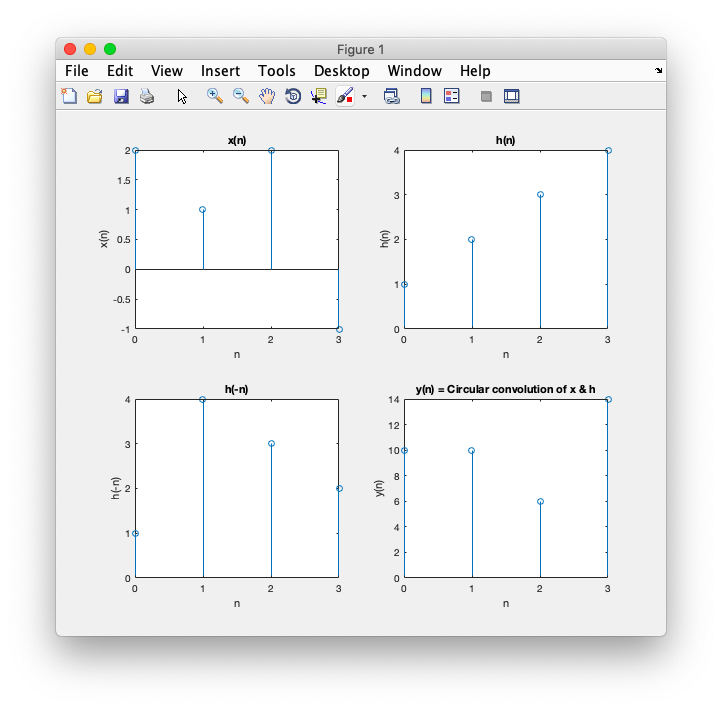 Figure 1
File Edit View Insert Tools Desktop Window Help
x(n)
2
1.5
1
0.5
0
-0.5
-1
x(n)
0 1 2 3
n
h(n)
4
3
2
1
0
h(n)
0 1 2 3
n
h(-n)
4
3
2
1
0
h(-n)
0 1 2 3
n
y(n) = Circular convolution of x & h
14
12
10
8
6
4
2
0
y(n)
0 1 2 3
n